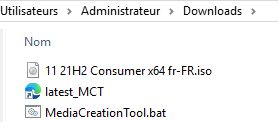 Utilisateurs > Administrateur > Downloads >
Nom
11 21H2 Consumer x64 fr-FR.iso
latest_MCT
MediaCreationTool.bat